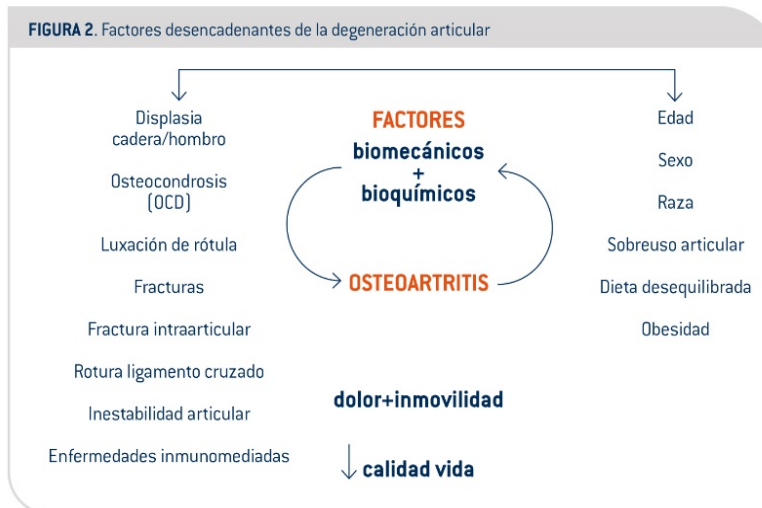 FIGURA 2. Factores desencadenantes de la degeneración articular
Displasia
cadera/hombro
Osteocondrosis
(OCD)
Luxación de rótula
Fracturas
Fractura intraarticular
Rotura ligamento cruzado
Inestabilidad articular
Enfermedades inmunomediadas
FACTORES
biomecánicos
+
bioquímicos
OSTEOARTRITIS
dolor+inmovilidad
↓ calidad vida
Edad
Sexo
Raza
Sobreuso articular
Dieta desequilibrada
Obesidad